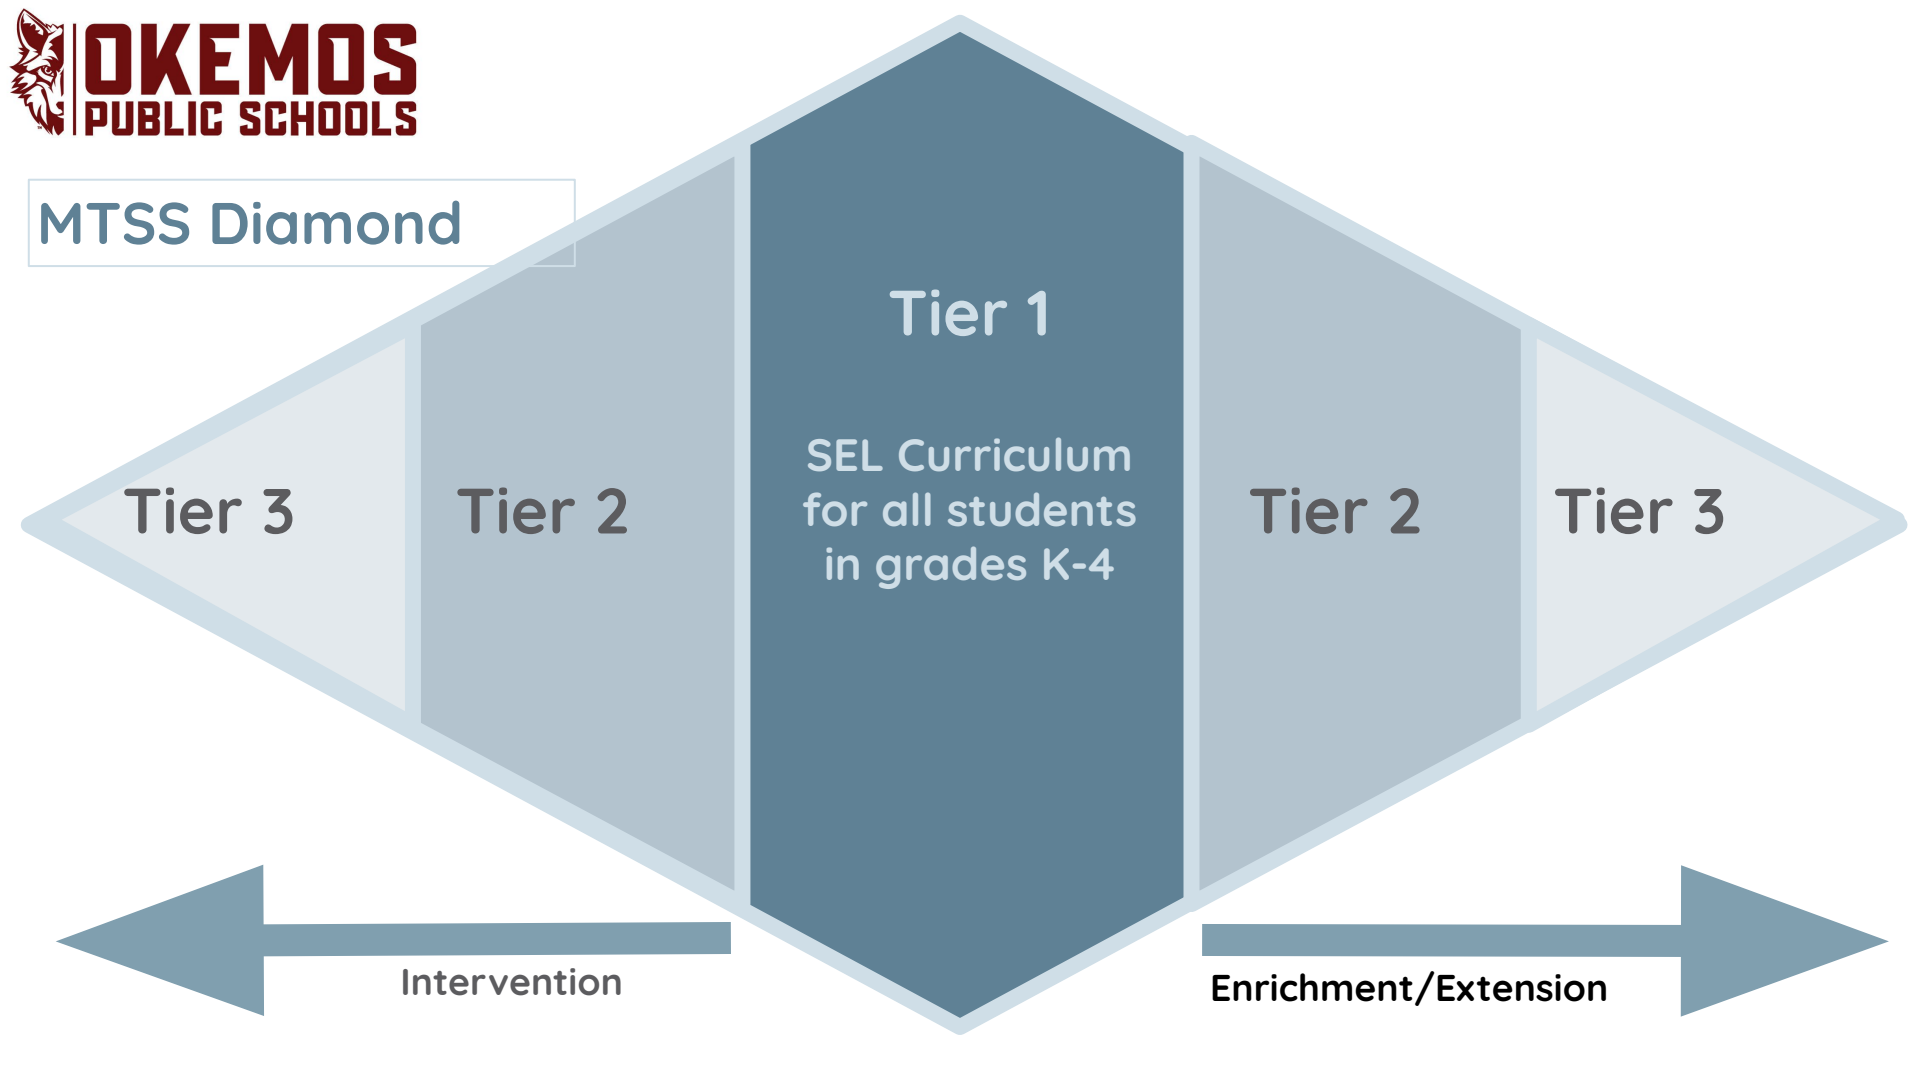 OKEMOS
PUBLIC SCHOOLS
MTSS Diamond
Tier 1
SEL Curriculum
for all students
in grades K-4
Tier 3
Tier 2
Tier 2
Tier 3
Intervention
Enrichment/Extension